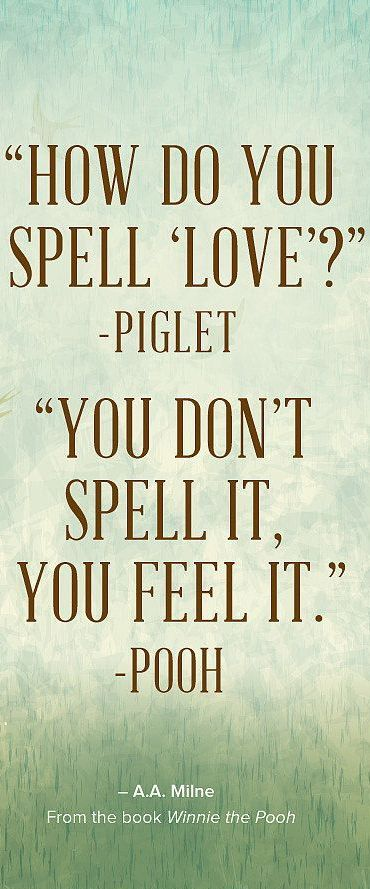 “HOW DO YOU
SPELL ‘LOVE’?”
-PIGLET
“YOU DON’T
SPELL IT,
YOU FEEL IT.”
-POOH
– A.A. Milne
From the book Winnie the Pooh